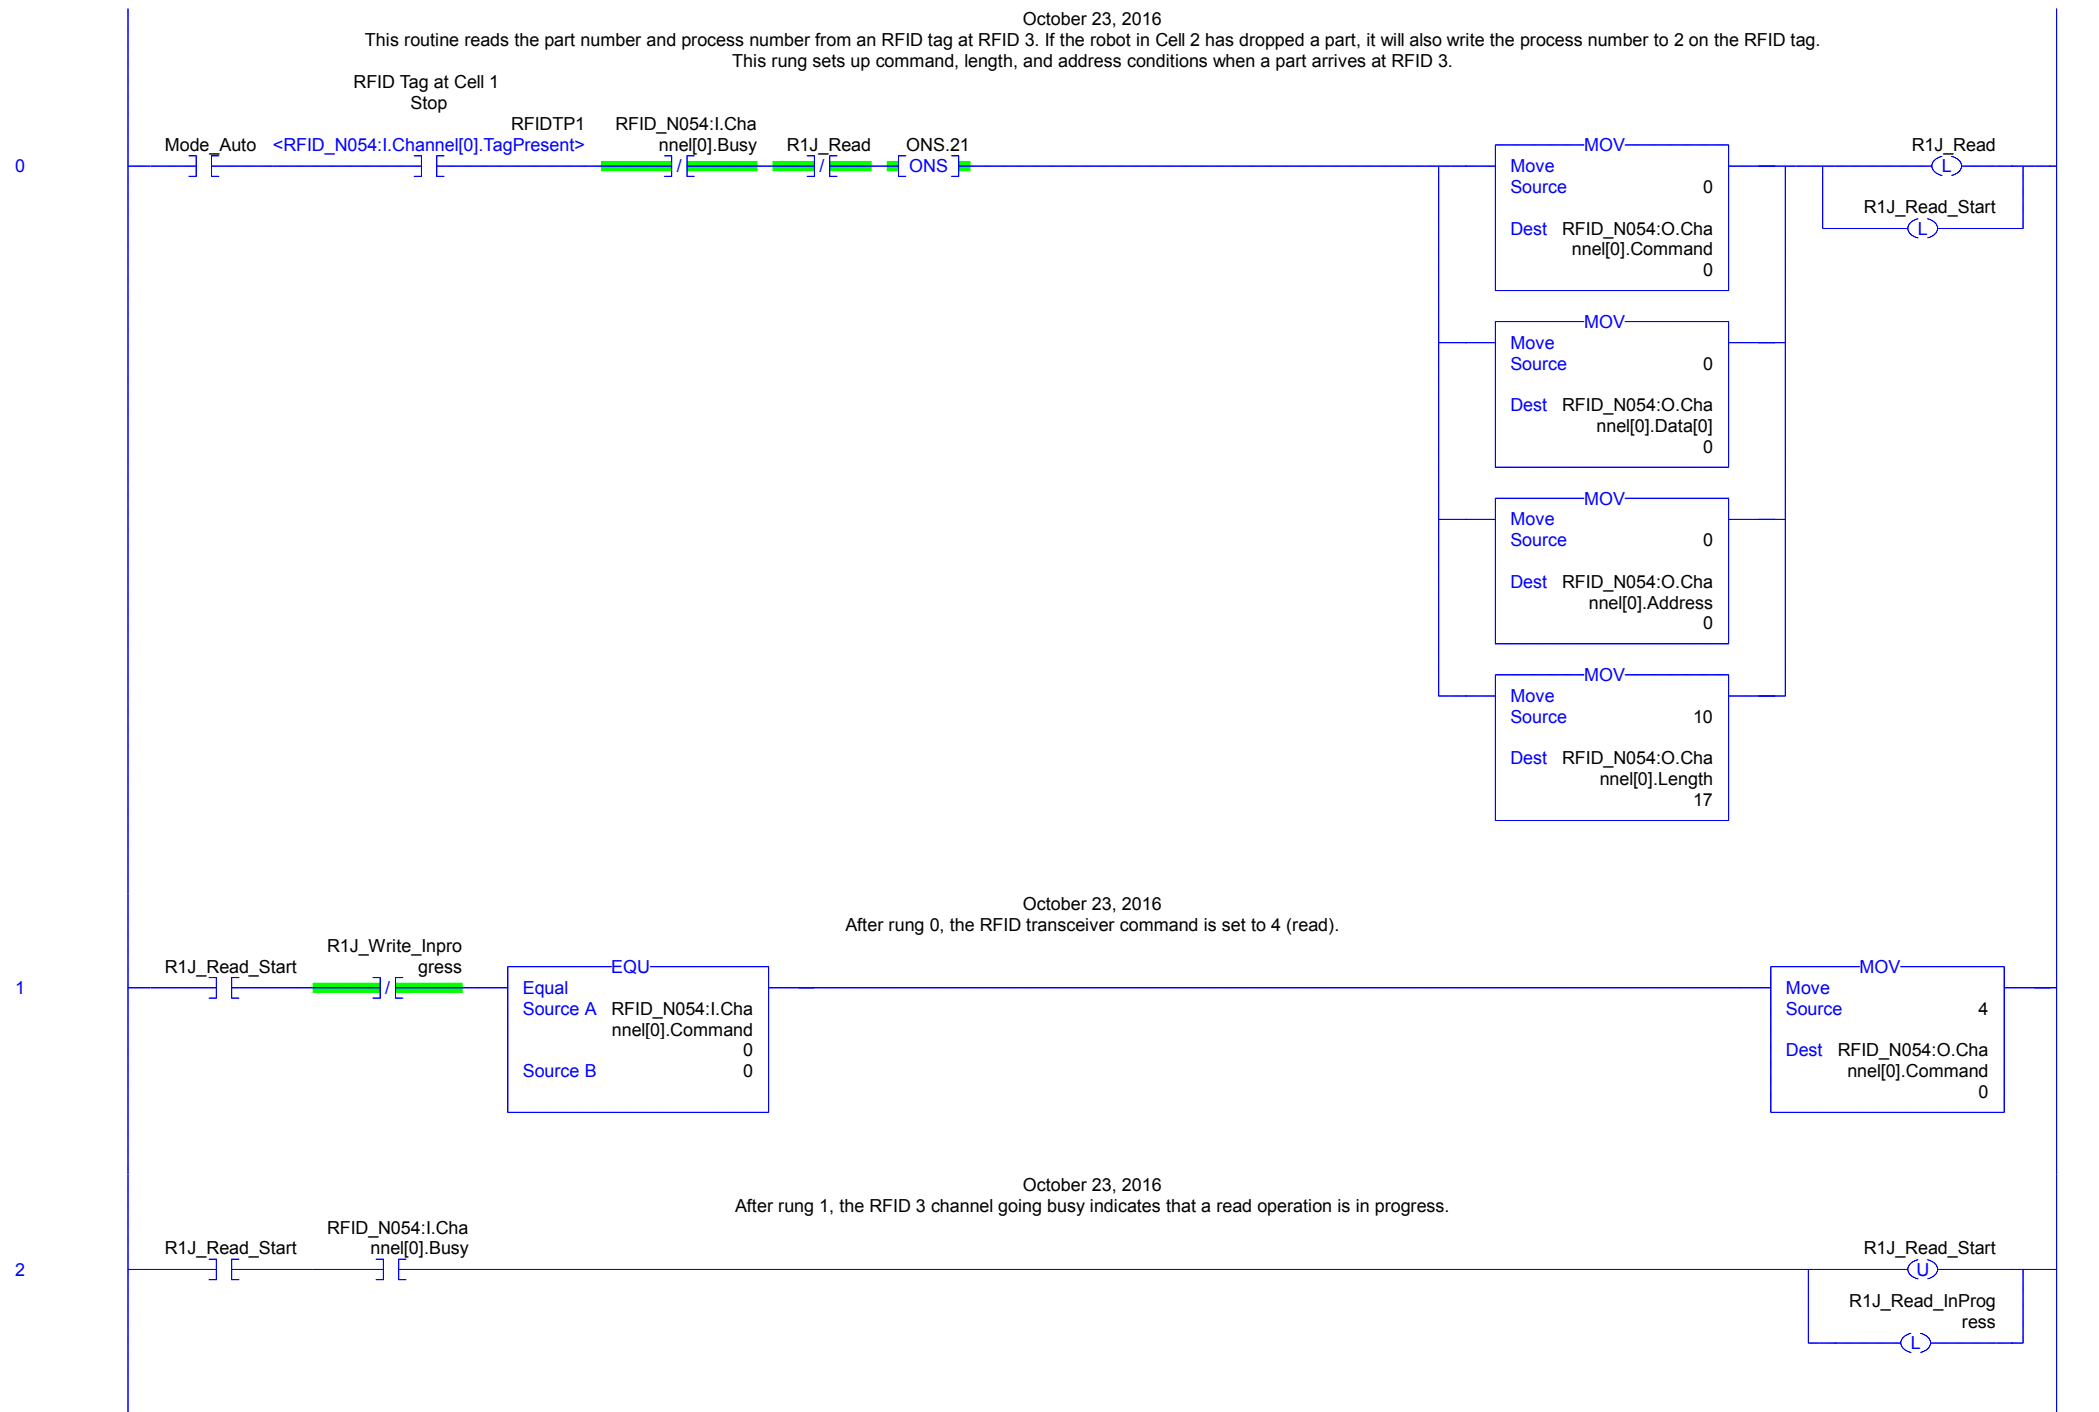 October 23, 2016
This routine reads the part number and process number from an RFID tag at RFID 3. If the robot in Cell 2 has dropped a part, it will also write the process number to 2 on the RFID tag.
This rung sets up command, length, and address conditions when a part arrives at RFID 3.
RFID Tag at Cell 1
Stop
RFIDTP1
<RFID_N054:I.Channel[0].TagPresent>
Mode_Auto
RFID_N054:I.Cha
nnel[0].Busy
/
R1J_Read
/
ONS.21
ONS
0
MOV
Move
Source 0
Dest RFID_N054:O.Cha
nnel[0].Command
0
R1J_Read
L
R1J_Read_Start
L
MOV
Move
Source 0
Dest RFID_N054:O.Cha
nnel[0].Data[0]
0
MOV
Move
Source 0
Dest RFID_N054:O.Cha
nnel[0].Address
0
MOV
Move
Source 10
Dest RFID_N054:O.Cha
nnel[0].Length
17
October 23, 2016
After rung 0, the RFID transceiver command is set to 4 (read).
1
R1J_Read_Start
R1J_Write_Inpro
gress
/
EQU
Equal
Source A RFID_N054:I.Cha
nnel[0].Command
0
Source B 0
MOV
Move
Source 4
Dest RFID_N054:O.Cha
nnel[0].Command
0
October 23, 2016
After rung 1, the RFID 3 channel going busy indicates that a read operation is in progress.
2
R1J_Read_Start
RFID_N054:I.Cha
nnel[0].Busy
R1J_Read_Start
U
R1J_Read_InProg
ress
L